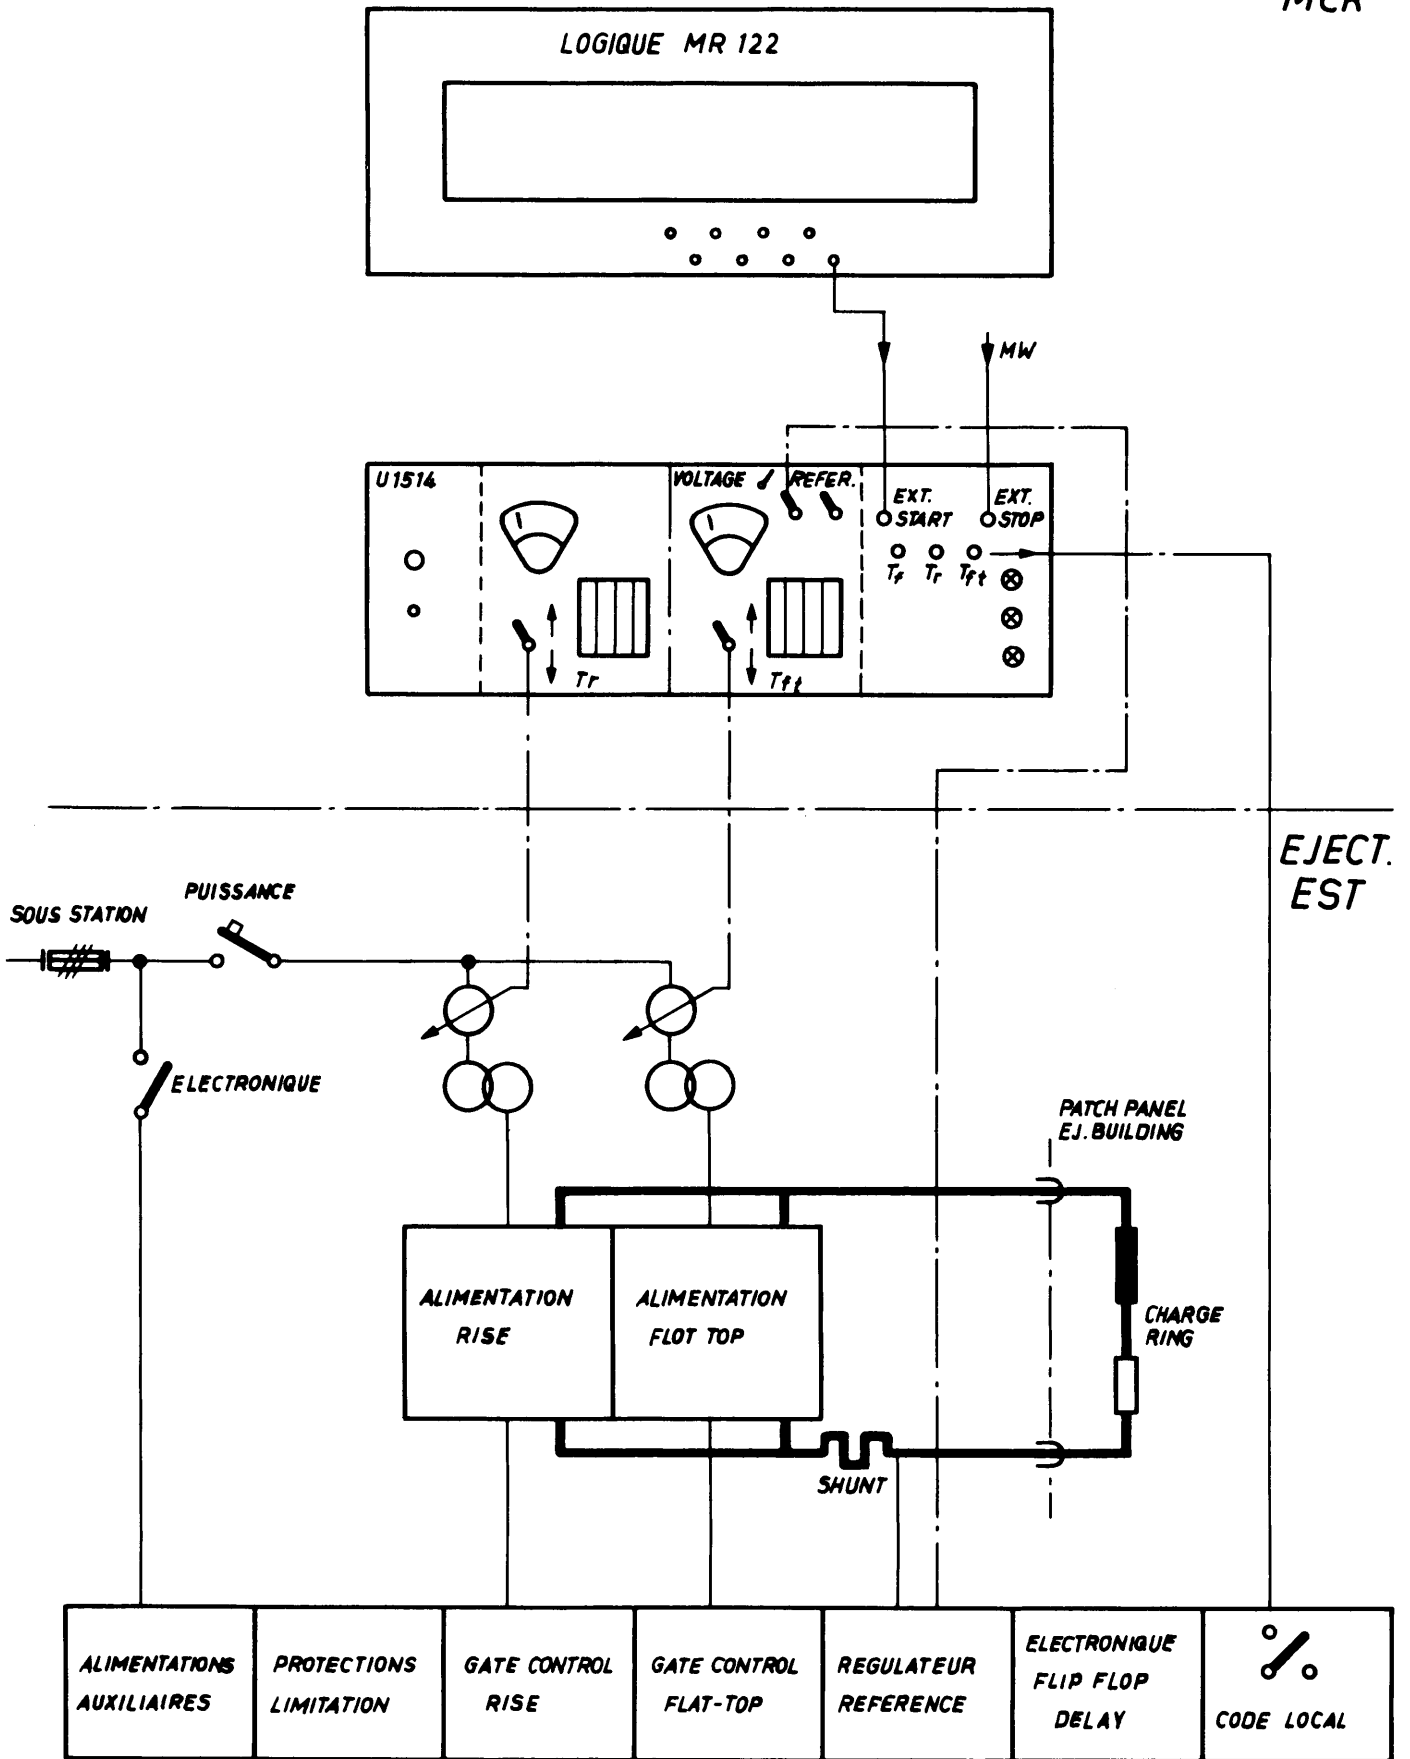 MCR
LOGIQUE MR 122
MW
U 1514
VOLTAGE
REFER.
EXT.
START
EXT.
STOP
Tf
Tr
Tft
Tr
Tft
EJECT.
EST
PUISSANCE
SOUS STATION
ELECTRONIQUE
PATCH PANEL
EJ. BUILDING
ALIMENTATION
RISE
ALIMENTATION
FLOT TOP
CHARGE
RING
SHUNT
ALIMENTATIONS
AUXILIAIRES
PROTECTIONS
LIMITATION
GATE CONTROL
RISE
GATE CONTROL
FLAT-TOP
REGULATEUR
REFERENCE
ELECTRONIQUE
FLIP FLOP
DELAY
CODE LOCAL